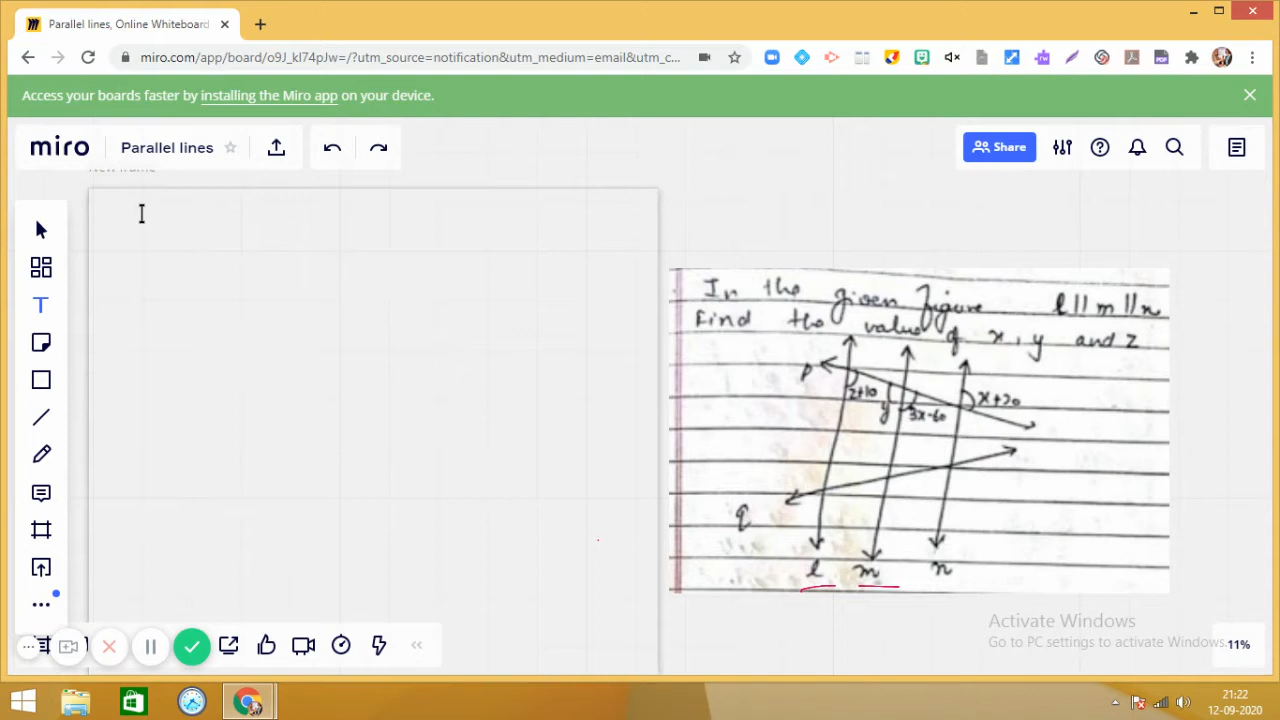 Parallel lines, Online Whiteboard
miro.com/app/board/o9J_kl74pJw=/?utm_source=notification&utm_medium=email&utm_c...
Access your boards faster by installing the Miro app on your device.
miro
Parallel lines
Share
New frame
In the given figure l || m || n
Find the value of x, y and z
p
z+10
y
3x-60
x+20
q
l m n
Activate Windows
Go to PC settings to activate Windows.
11%
21:22
12-09-2020